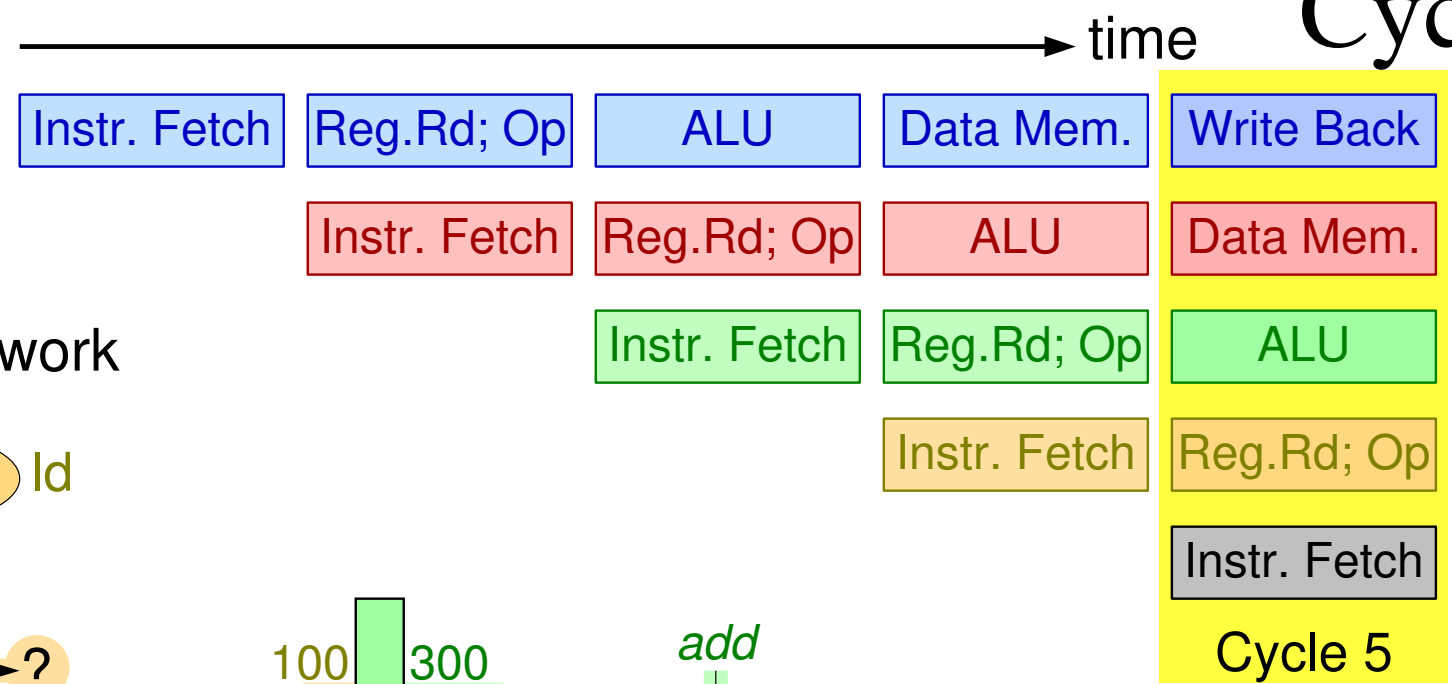 time
Instr. Fetch Reg.Rd; Op ALU Data Mem. Write Back
Instr. Fetch Reg.Rd; Op ALU Data Mem.
Instr. Fetch Reg.Rd; Op ALU
work
Instr. Fetch Reg.Rd; Op
ld
Instr. Fetch
add
Cycle 5
? 100 300